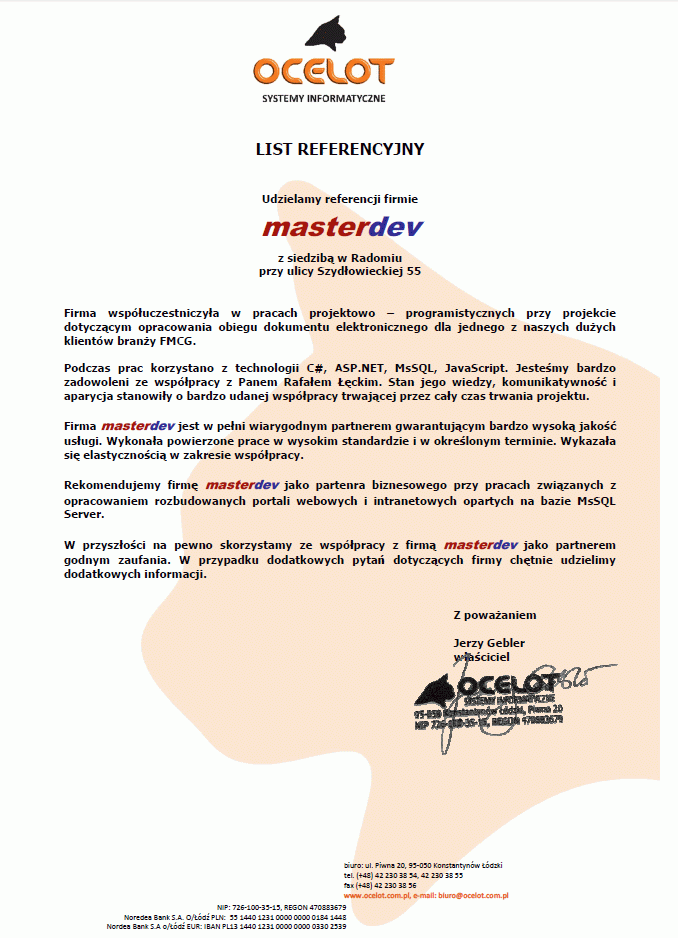 OCELOT
SYSTEMY INFORMATYCZNE
LIST REFERENCYJNY
Udzielamy referencji firmie
masterdev
z siedzibą w Radomiu
przy ulicy Szydłowieckiej 55
Firma współuczestniczyła w pracach projektowo – programistycznych przy projekcie
dotyczącym opracowania obiegu dokumentu elektronicznego dla jednego z naszych dużych
klientów branży FMCG.
Podczas prac korzystano z technologii C#, ASP.NET, MsSQL, JavaScript. Jesteśmy bardzo
zadowoleni ze współpracy z Panem Rafałem Łęckim. Stan jego wiedzy, komunikatywność i
aparycja stanowiły o bardzo udanej współpracy trwającej przez cały czas trwania projektu.
Firma masterdev jest w pełni wiarygodnym partnerem gwarantującym bardzo wysoką jakość
usługi. Wykonała powierzone prace w wysokim standardzie i w określonym terminie. Wykazała
się elastycznością w zakresie współpracy.
Rekomendujemy firmę masterdev jako partenra biznesowego przy pracach związanych z
opracowaniem rozbudowanych portali webowych i intranetowych opartych na bazie MsSQL
Server.
W przyszłości na pewno skorzystamy ze współpracy z firmą masterdev jako partnerem
godnym zaufania. W przypadku dodatkowych pytań dotyczących firmy chętnie udzielimy
dodatkowych informacji.
Z poważaniem
Jerzy Gebler
właściciel
OCELOT
SYSTEMY INFORMATYCZNE
95-050 Konstantynów Łódzki, Piwna 20
NIP 726-100-35-15, REGON 470883679
biuro: ul. Piwna 20, 95-050 Konstantynów Łódzki
tel. (+48) 42 230 38 54, 42 230 38 55
fax (+48) 42 230 38 56
www.ocelot.com.pl, e-mail: biuro@ocelot.com.pl
NIP: 726-100-35-15, REGON 470883679
Noredea Bank S.A. O/Łódź PLN: 55 1440 1231 0000 0000 0184 1448
Nordea Bank S.A o/Łódź EUR: IBAN PL13 1440 1231 0000 0000 0330 2539